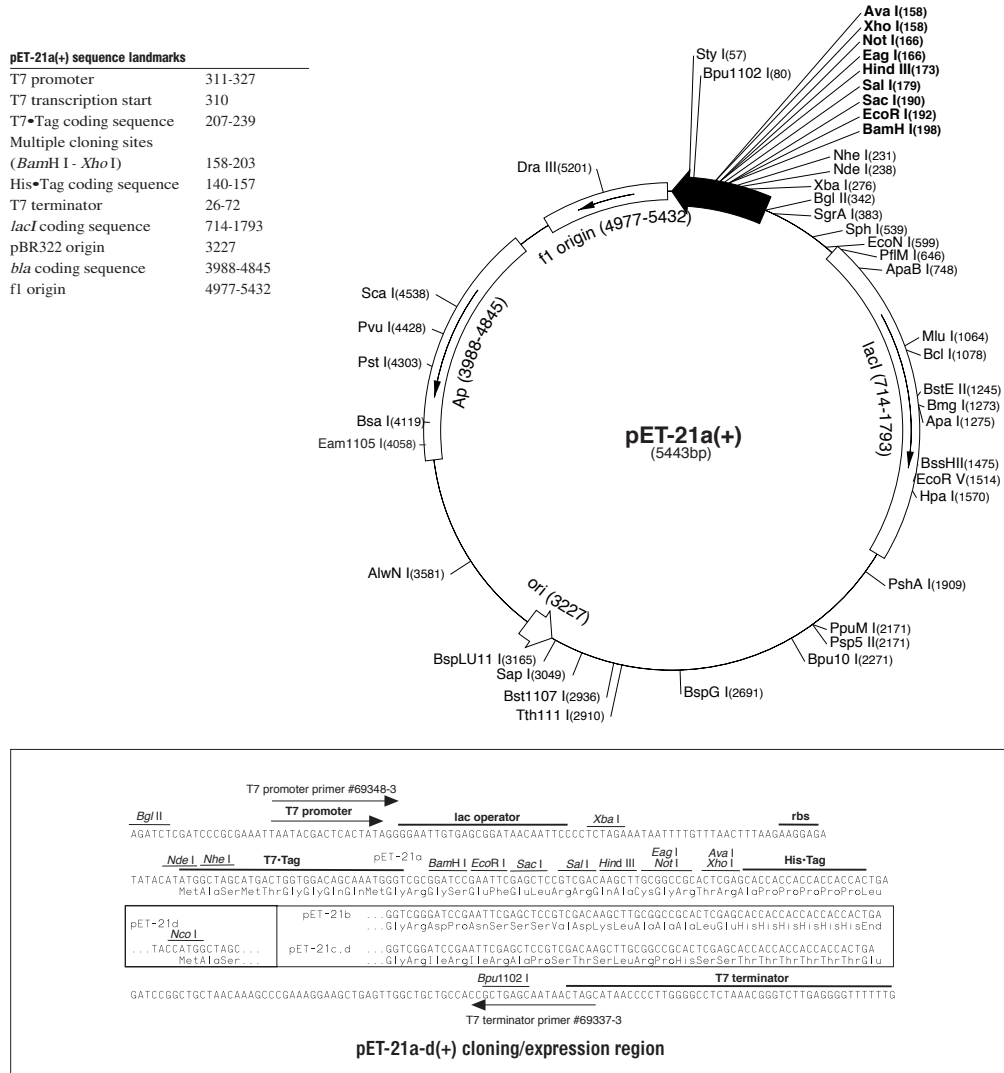 pET-21a(+) sequence landmarks
T7 promoter 311-327
T7 transcription start 310
T7•Tag coding sequence 207-239
Multiple cloning sites
(BamH I - Xho I) 158-203
His•Tag coding sequence 140-157
T7 terminator 26-72
lacI coding sequence 714-1793
pBR322 origin 3227
bla coding sequence 3988-4845
f1 origin 4977-5432
Ava I(158)
Xho I(158)
Not I(166)
Eag I(166)
Hind III(173)
Sal I(179)
Sac I(190)
EcoR I(192)
BamH I(198)
Sty I(57)
Bpu1102 I(80)
Nhe I(231)
Nde I(238)
Xba I(276)
Bgl II(342)
SgrA I(383)
Sph I(539)
EcoN I(599)
PflM I(646)
ApaB I(748)
Mlu I(1064)
Bcl I(1078)
BstE II(1245)
Bmg I(1273)
Apa I(1275)
BssHII(1475)
EcoR V(1514)
Hpa I(1570)
PshA I(1909)
PpuM I(2171)
Psp5 II(2171)
Bpu10 I(2271)
BspG I(2691)
Tth111 I(2910)
Bst1107 I(2936)
Sap I(3049)
BspLU11 I(3165)
AlwN I(3581)
Eam1105 I(4058)
Bsa I(4119)
Pst I(4303)
Pvu I(4428)
Sca I(4538)
Dra III(5201)
f1 origin (4977-5432)
Ap (3988-4845)
lacI (714-1793)
ori (3227)
pET-21a(+)
(5443bp)
T7 promoter primer #69348-3
Bgl II T7 promoter lac operator Xba I rbs
AGATCTCGATCCCGCGAAATTAATACGACTCACTATAGGGGAATTGTGAGCGGATAACAATTCCCCTCTAGAAATAATTTTGTTTAACTTTAAGAAGGAGA
Nde I Nhe I T7•Tag pET-21a BamH I EcoR I Sac I Sal I Hind III Eag I Not I Ava I Xho I His•Tag
TATACATATGGCTAGCATGACTGGTGGACAGCAAATGGGTCGCGGATCCGAATTCGAGCTCCGTCGACAAGCTTGCGGCCGCACTCGAGCACCACCACCACCACCACTGA
MetAlaSerMetThrGlyGlyGlnGlnMetGlyArgGlySerGluPheGluLeuArgArgGlnAlaCysGlyArgThrArgAlaProProProProProLeu
pET-21d
Nco I
...TACCATGGCTAGC...
MetAlaSer...
pET-21b ...GGTCGGGATCCGAATTCGAGCTCCGTCGACAAGCTTGCGGCCGCACTCGAGCACCACCACCACCACCACTGA
...GlyArgAspProAsnSerSerSerValAspLysLeuAlaAlaAlaLeuGluHisHisHisHisHisHisEnd
pET-21c,d ...GGTCGGATCCGAATTCGAGCTCCGTCGACAAGCTTGCGGCCGCACTCGAGCACCACCACCACCACCACTGA
...GlyArgIleArgIleArgAlaProSerThrSerLeuArgProHisSerSerThrThrThrThrThrThrGlu
Bpu1102 I T7 terminator
GATCCGGCTGCTAACAAAGCCCGAAAGGAAGCTGAGTTGGCTGCTGCCACCGCTGAGCAATAACTAGCATAACCCCTTGGGGCCTCTAAACGGGTCTTGAGGGGTTTTTTG
T7 terminator primer #69337-3
pET-21a-d(+) cloning/expression region